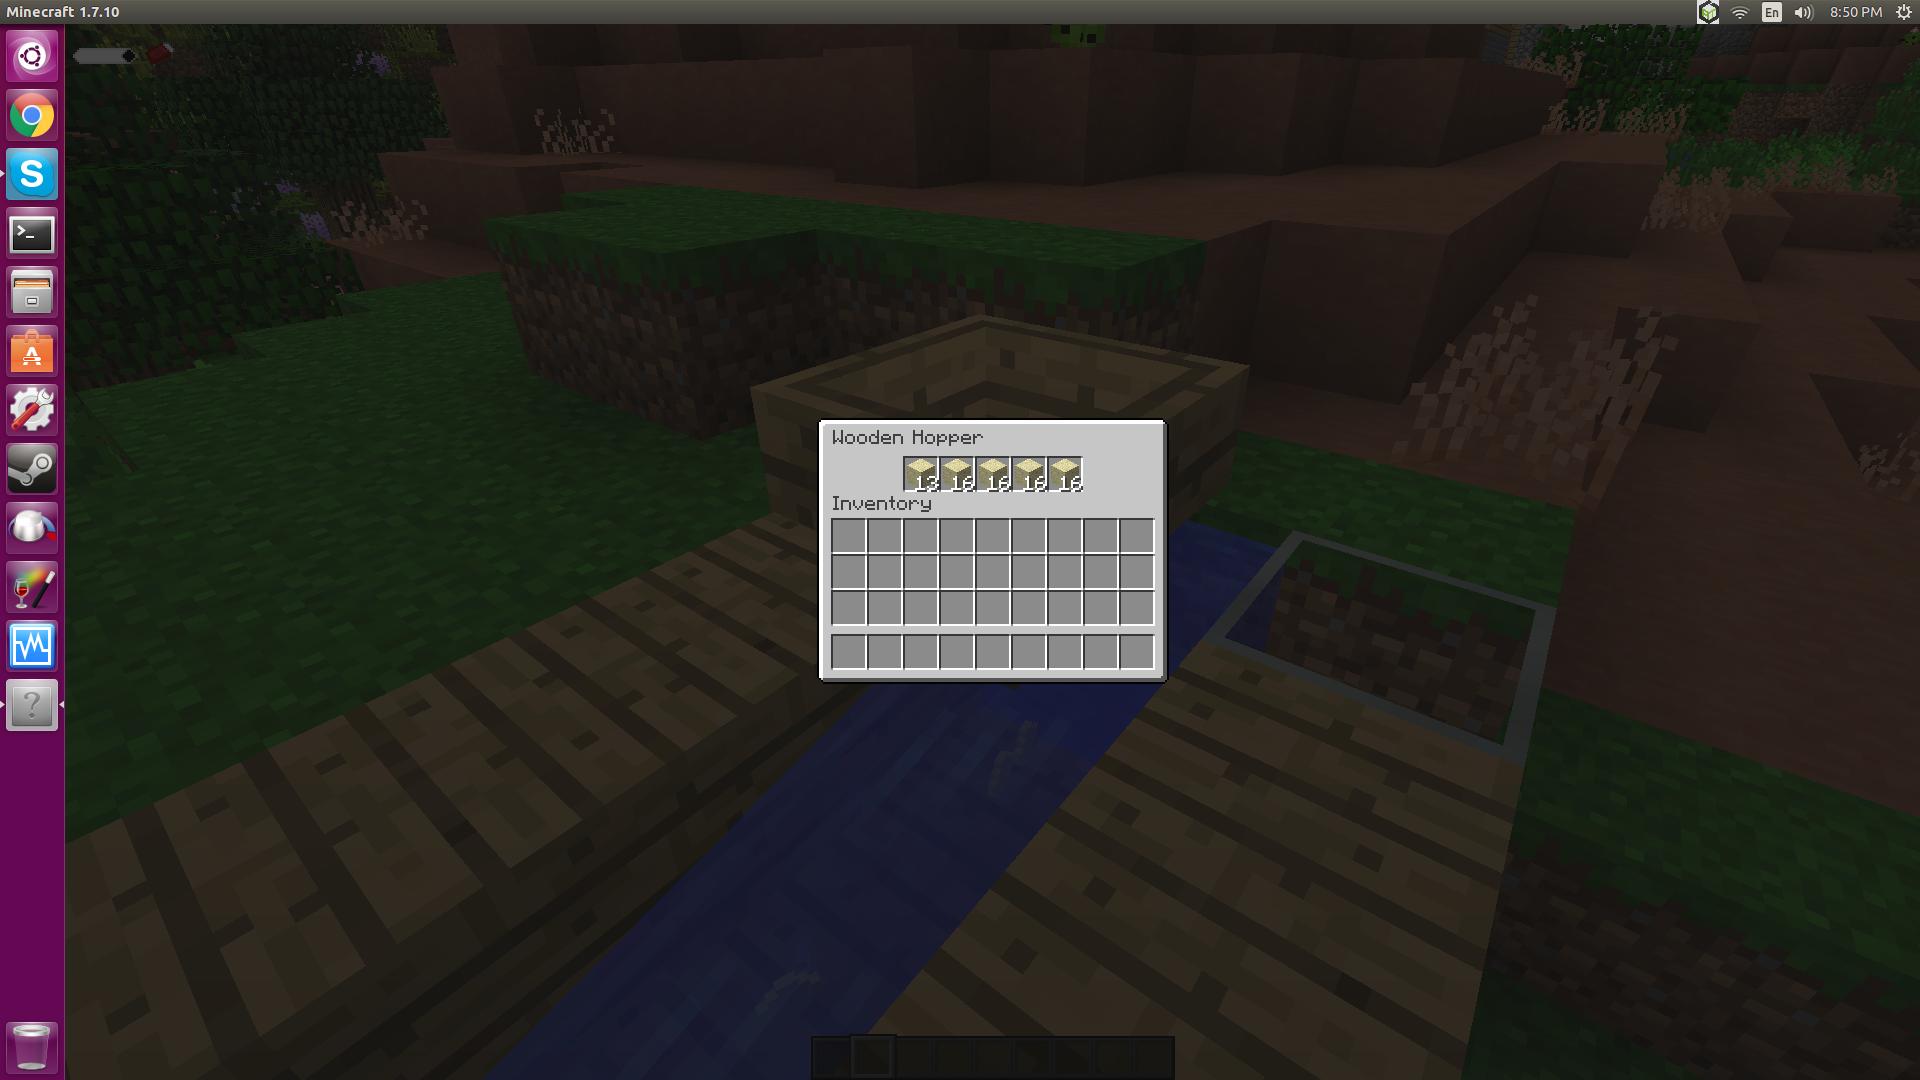 Minecraft 1.7.10
En
8:50 PM
S
>_
A
?
Wooden Hopper
13 16 16 16 16
Inventory